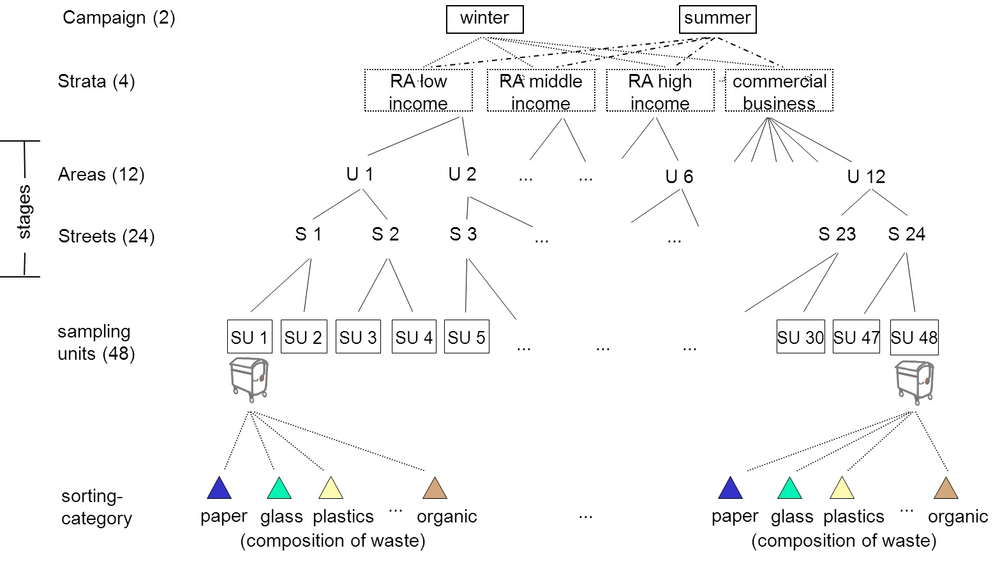 Campaign (2)
winter
summer
Strata (4)
RA low
income
RA middle
income
RA high
income
commercial
business
stages
Areas (12)
U 1
U 2
...
...
U 6
U 12
Streets (24)
S 1
S 2
S 3
...
...
S 23
S 24
sampling
units (48)
SU 1
SU 2
SU 3
SU 4
SU 5
...
...
...
SU 30
SU 47
SU 48
sorting-
category
paper
glass
plastics
...
organic
(composition of waste)
...
paper
glass
plastics
...
organic
(composition of waste)